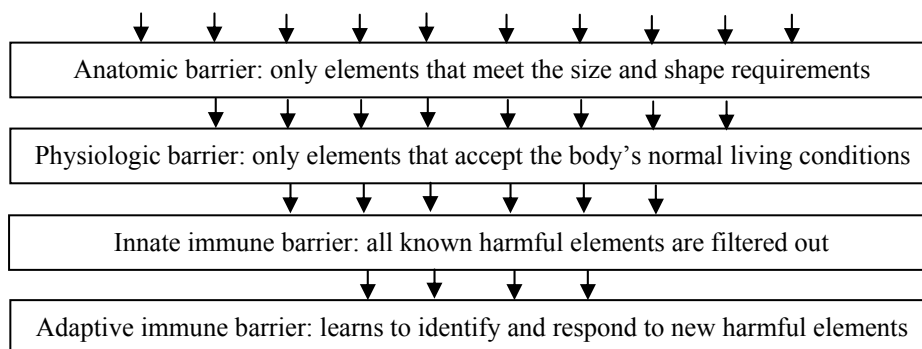 Anatomic barrier: only elements that meet the size and shape requirements
Physiologic barrier: only elements that accept the body’s normal living conditions
Innate immune barrier: all known harmful elements are filtered out
Adaptive immune barrier: learns to identify and respond to new harmful elements